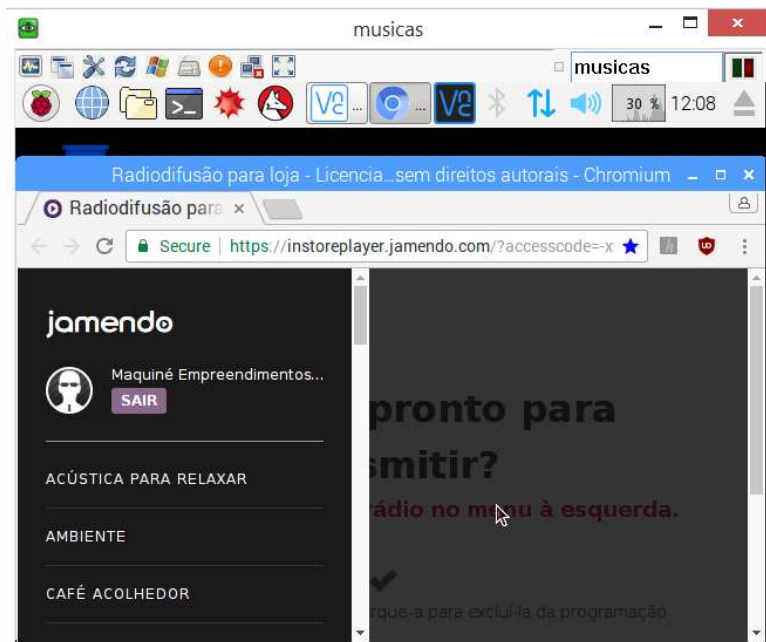 musicas
musicas
30 % 12:08
Radiodifusão para loja - Licencia...sem direitos autorais - Chromium
Radiodifusão para
Secure https://instoreplayer.jamendo.com/?accesscode=-x
jamendo
Maquiné Empreendimentos...
SAIR
pronto para
smitir?
rádio no menu à esquerda.
ACÚSTICA PARA RELAXAR
AMBIENTE
CAFÉ ACOLHEDOR
rque-a para excluí-la da programação